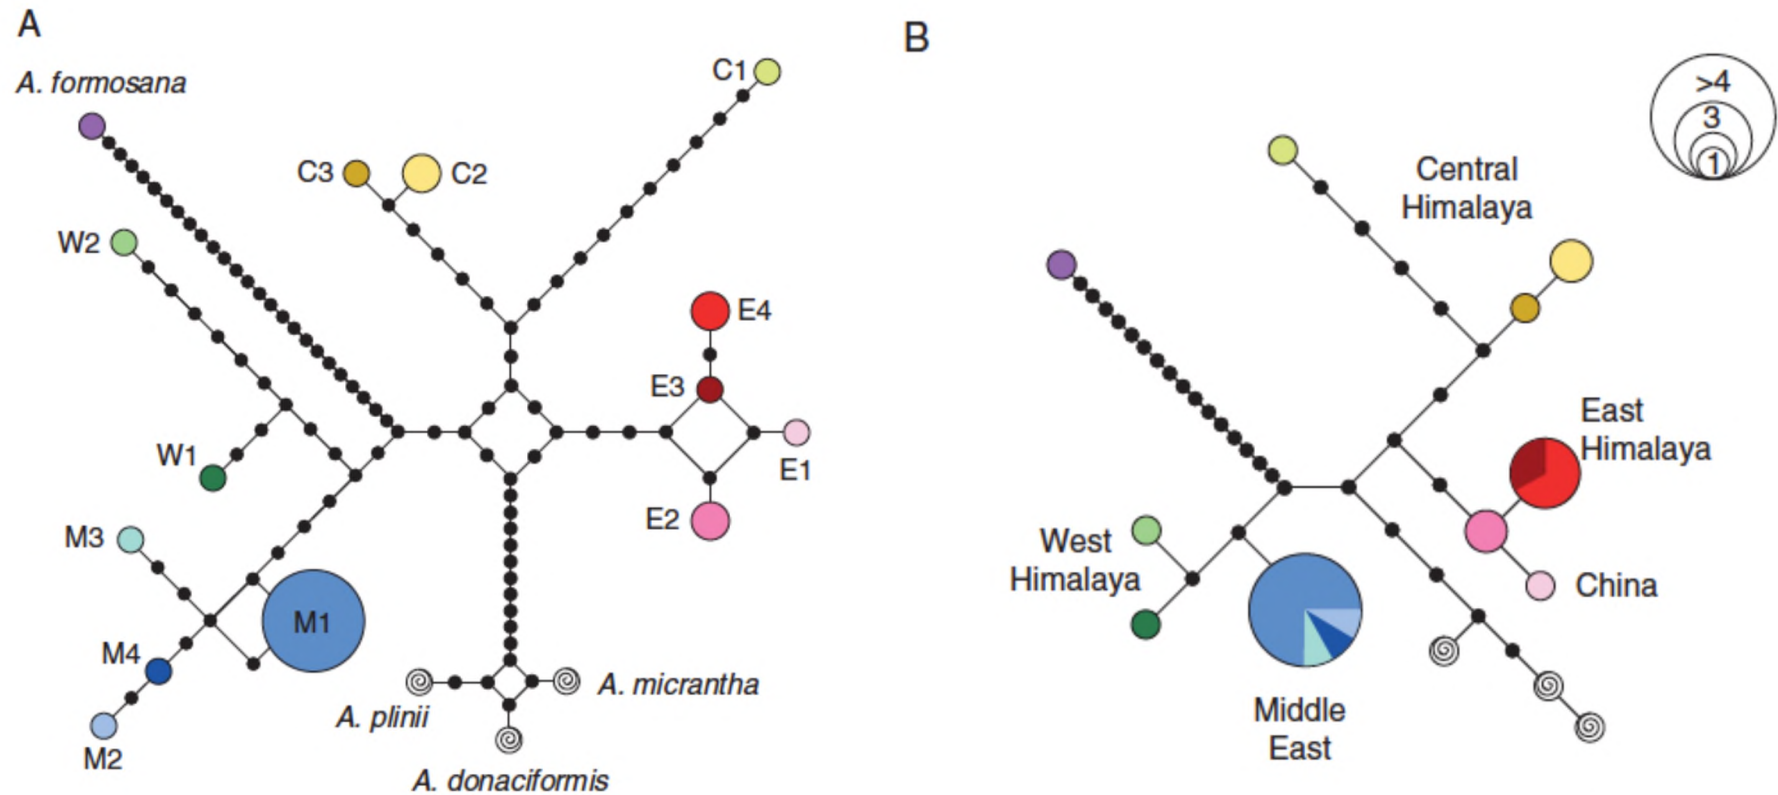 A
A. formosana
C1
C3
C2
W2
E4
E3
W1
E1
E2
M3
M1
M4
M2
A. plinii
A. micrantha
A. donaciformis
B
>4
3
1
Central
Himalaya
East
Himalaya
West
Himalaya
China
Middle
East